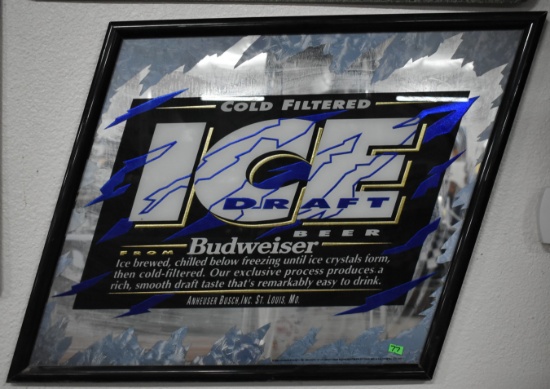 COLD FILTERED
ICE
DRAFT
BEER
FROM Budweiser
Ice brewed, chilled below freezing until ice crystals form,
then cold-filtered. Our exclusive process produces a
rich, smooth draft taste that's remarkably easy to drink.
ANHEUSER BUSCH, INC. ST. LOUIS, MO.
77